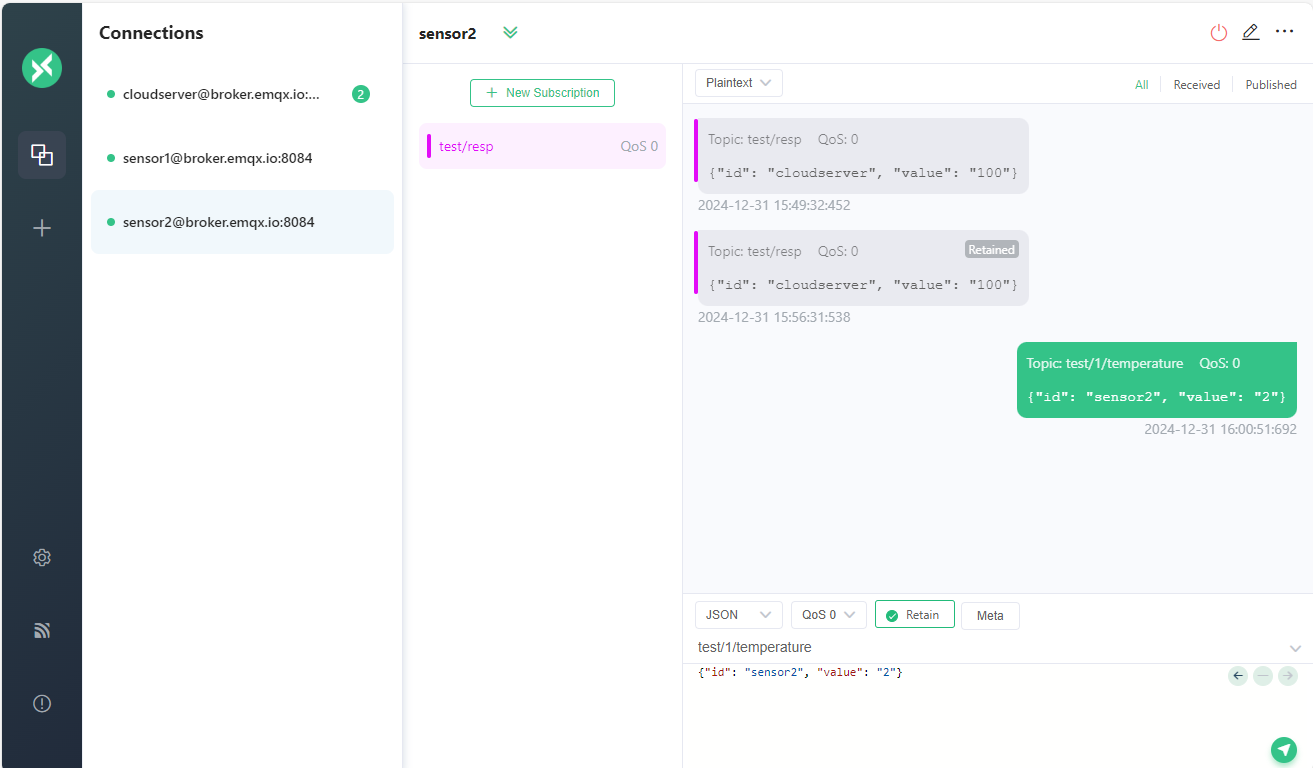 Connections
cloudserver@broker.emqx.io:...
2
sensor1@broker.emqx.io:8084
sensor2@broker.emqx.io:8084
sensor2
New Subscription
test/resp QoS 0
Plaintext
All Received Published
Topic: test/resp QoS: 0
{"id": "cloudserver", "value": "100"}
2024-12-31 15:49:32:452
Topic: test/resp QoS: 0 Retained
{"id": "cloudserver", "value": "100"}
2024-12-31 15:56:31:538
Topic: test/1/temperature QoS: 0
{"id": "sensor2", "value": "2"}
2024-12-31 16:00:51:692
JSON QoS 0 Retain Meta
test/1/temperature
{"id": "sensor2", "value": "2"}